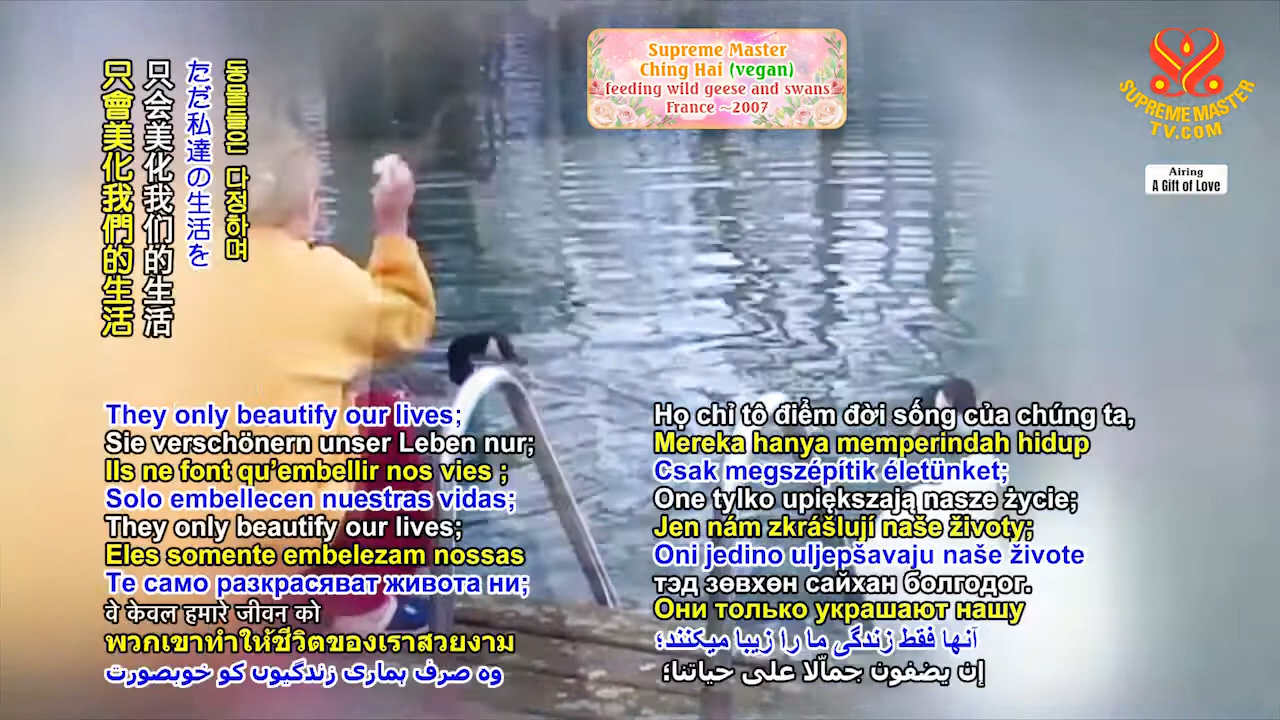 Supreme Master
Ching Hai (vegan)
feeding wild geese and swans
France ~2007
SUPREME MASTER
TV.COM
Airing
A Gift of Love
동물들은 다정하며
ただ私達の生活を
只会美化我们的生活
只會美化我們的生活
They only beautify our lives;
Sie verschönern unser Leben nur;
Ils ne font qu’embellir nos vies ;
Solo embellecen nuestras vidas;
They only beautify our lives;
Eles somente embelezam nossas
Те само разкрасяват живота ни;
वे केवल हमारे जीवन को
พวกเขาทำให้ชีวิตของเราสวยงาม
وہ صرف ہماری زندگیوں کو خوبصورت
Họ chỉ tô điểm đời sống của chúng ta,
Mereka hanya memperindah hidup
Csak megszépítik életünket;
One tylko upiększają nasze życie;
Jen nám zkrášlují naše životy;
Oni jedino uljepšavaju naše živote
тэд зөвхөн сайхан болгодог.
Они только украшают нашу
آنها فقط زندگی ما را زیبا میکنند؛
إن يضفون جمالًا على حياتنا؛